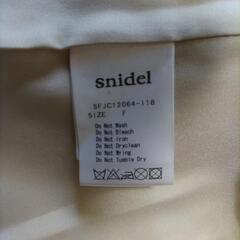 snidel
SFJC12064-118
SIZE F
Do Not Wash
Do Not Bleach
Do Not Iron
Do Not Dryclean
Do Not Wring
Do Not Tumble Dry